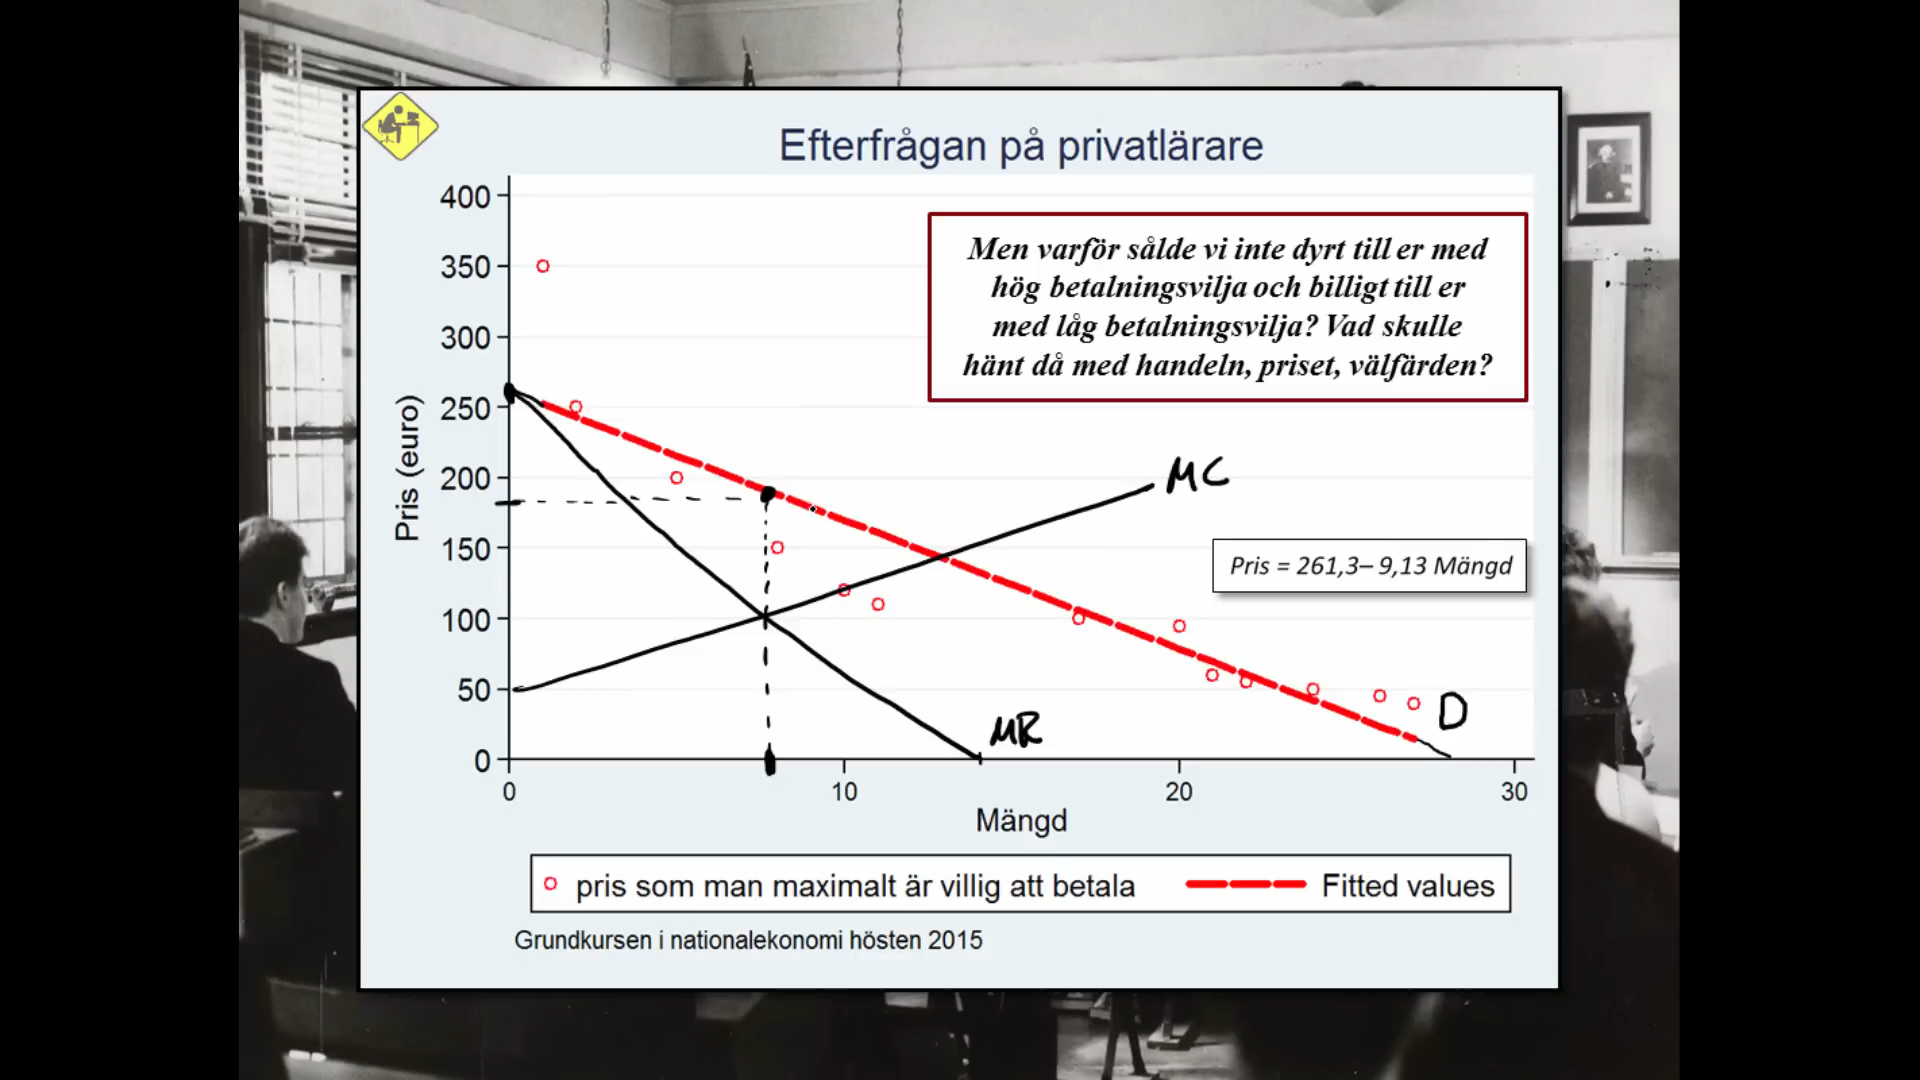 Efterfrågan på privatlärare
Men varför sålde vi inte dyrt till er med
hög betalningsvilja och billigt till er
med låg betalningsvilja? Vad skulle
hänt då med handeln, priset, välfärden?
Pris (euro)
400
350
300
250
200
150
100
50
0
MC
Pris = 261,3– 9,13 Mängd
MR
D
0 10 20 30
Mängd
pris som man maximalt är villig att betala Fitted values
Grundkursen i nationalekonomi hösten 2015